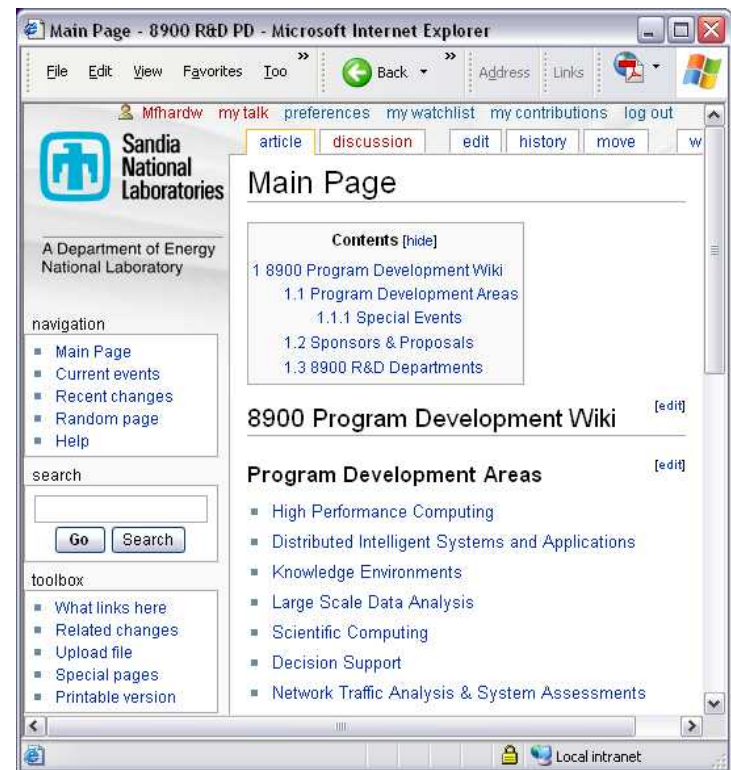 Main Page - 8900 R&D PD - Microsoft Internet Explorer
File Edit View Favorites Too » Back » Address Links
Mfhardw my talk preferences my watchlist my contributions log out
article discussion edit history move w
Sandia
National
Laboratories
A Department of Energy
National Laboratory
navigation
Main Page
Current events
Recent changes
Random page
Help
search
Go Search
toolbox
What links here
Related changes
Upload file
Special pages
Printable version
Main Page
Contents [hide]
1 8900 Program Development Wiki
1.1 Program Development Areas
1.1.1 Special Events
1.2 Sponsors & Proposals
1.3 8900 R&D Departments
8900 Program Development Wiki [edit]
Program Development Areas [edit]
High Performance Computing
Distributed Intelligent Systems and Applications
Knowledge Environments
Large Scale Data Analysis
Scientific Computing
Decision Support
Network Traffic Analysis & System Assessments
Local intranet